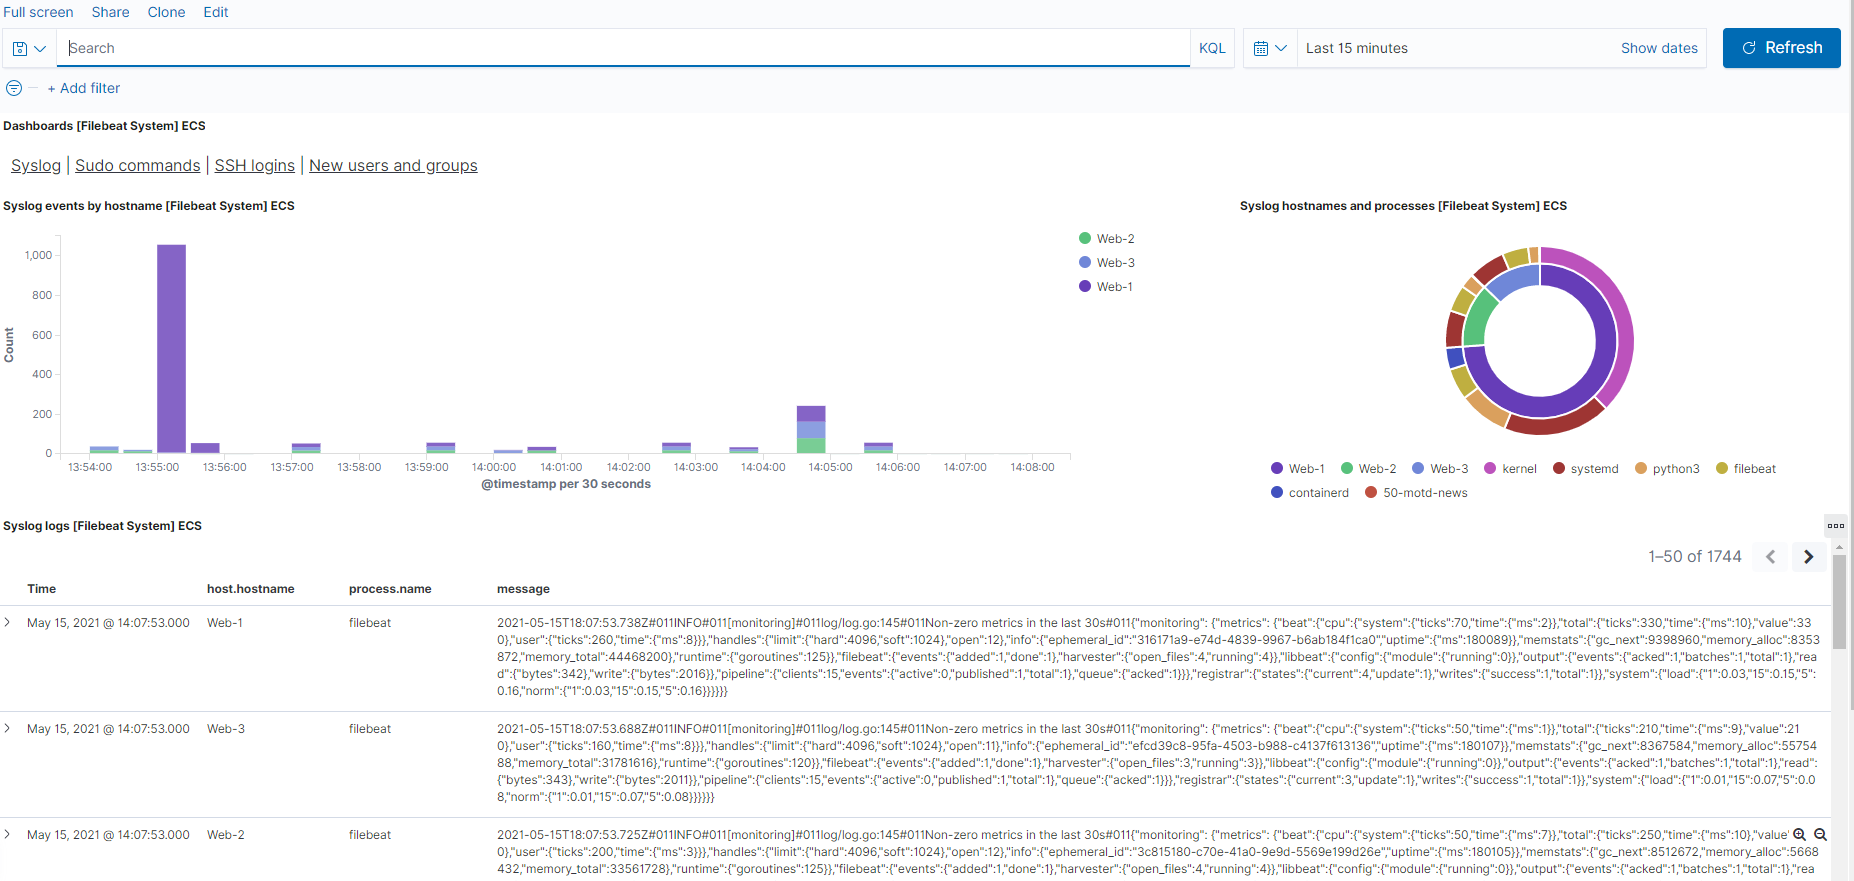 Full screen Share Clone Edit
Search KQL Last 15 minutes Show dates Refresh
+ Add filter
Dashboards [Filebeat System] ECS
Syslog | Sudo commands | SSH logins | New users and groups
Syslog events by hostname [Filebeat System] ECS
Count
1,000
800
600
400
200
0
13:54:00 13:55:00 13:56:00 13:57:00 13:58:00 13:59:00 14:00:00 14:01:00 14:02:00 14:03:00 14:04:00 14:05:00 14:06:00 14:07:00 14:08:00
@timestamp per 30 seconds
Web-2
Web-3
Web-1
Syslog hostnames and processes [Filebeat System] ECS
Web-1 Web-2 Web-3 kernel systemd python3 filebeat
containerd 50-motd-news
Syslog logs [Filebeat System] ECS
1–50 of 1744
Time host.hostname process.name message
May 15, 2021 @ 14:07:53.000 Web-1 filebeat 2021-05-15T18:07:53.738Z#011INFO#011[monitoring]#011log/log.go:145#011Non-zero metrics in the last 30s#011{"monitoring": {"metrics": {"beat":{"cpu":{"system":{"ticks":70,"time":{"ms":2}},"total":{"ticks":330,"time":{"ms":10},"value":33
0},"user":{"ticks":260,"time":{"ms":8}}},"handles":{"limit":{"hard":4096,"soft":1024},"open":12},"info":{"ephemeral_id":"316171a9-e74d-4839-9967-b6ab184f1ca0","uptime":{"ms":180089}},"memstats":{"gc_next":9398960,"memory_alloc":8353
872,"memory_total":44468200},"runtime":{"goroutines":125}},"filebeat":{"events":{"added":1,"done":1},"harvester":{"open_files":4,"running":4}},"libbeat":{"config":{"module":{"running":0}},"output":{"events":{"acked":1,"batches":1,"total":1},"rea
d":{"bytes":342},"write":{"bytes":2016}},"pipeline":{"clients":15,"events":{"active":0,"published":1,"total":1},"queue":{"acked":1}}},"registrar":{"states":{"current":4,"update":1},"writes":{"success":1,"total":1}},"system":{"load":{"1":0.03,"15":0.15,"5":
0.16,"norm":{"1":0.03,"15":0.15,"5":0.16}}}}}}
May 15, 2021 @ 14:07:53.000 Web-3 filebeat 2021-05-15T18:07:53.688Z#011INFO#011[monitoring]#011log/log.go:145#011Non-zero metrics in the last 30s#011{"monitoring": {"metrics": {"beat":{"cpu":{"system":{"ticks":50,"time":{"ms":1}},"total":{"ticks":210,"time":{"ms":9},"value":21
0},"user":{"ticks":160,"time":{"ms":8}}},"handles":{"limit":{"hard":4096,"soft":1024},"open":11},"info":{"ephemeral_id":"efcd39c8-95fa-4503-b988-c4137f613136","uptime":{"ms":180107}},"memstats":{"gc_next":8367584,"memory_alloc":5575
488,"memory_total":31781616},"runtime":{"goroutines":120}},"filebeat":{"events":{"added":1,"done":1},"harvester":{"open_files":3,"running":3}},"libbeat":{"config":{"module":{"running":0}},"output":{"events":{"acked":1,"batches":1,"total":1},"read":
{"bytes":343},"write":{"bytes":2011}},"pipeline":{"clients":15,"events":{"active":0,"published":1,"total":1},"queue":{"acked":1}}},"registrar":{"states":{"current":3,"update":1},"writes":{"success":1,"total":1}},"system":{"load":{"1":0.01,"15":0.07,"5":0.0
8,"norm":{"1":0.01,"15":0.07,"5":0.08}}}}}}
May 15, 2021 @ 14:07:53.000 Web-2 filebeat 2021-05-15T18:07:53.725Z#011INFO#011[monitoring]#011log/log.go:145#011Non-zero metrics in the last 30s#011{"monitoring": {"metrics": {"beat":{"cpu":{"system":{"ticks":50,"time":{"ms":7}},"total":{"ticks":250,"time":{"ms":10},"value"
0},"user":{"ticks":200,"time":{"ms":3}}},"handles":{"limit":{"hard":4096,"soft":1024},"open":12},"info":{"ephemeral_id":"3c815180-c70e-41a0-9e9d-5569e199d26e","uptime":{"ms":180105}},"memstats":{"gc_next":8512672,"memory_alloc":5668
432,"memory_total":33561728},"runtime":{"goroutines":125}},"filebeat":{"events":{"added":1,"done":1},"harvester":{"open_files":4,"running":4}},"libbeat":{"config":{"module":{"running":0}},"output":{"events":{"acked":1,"batches":1,"total":1},"rea